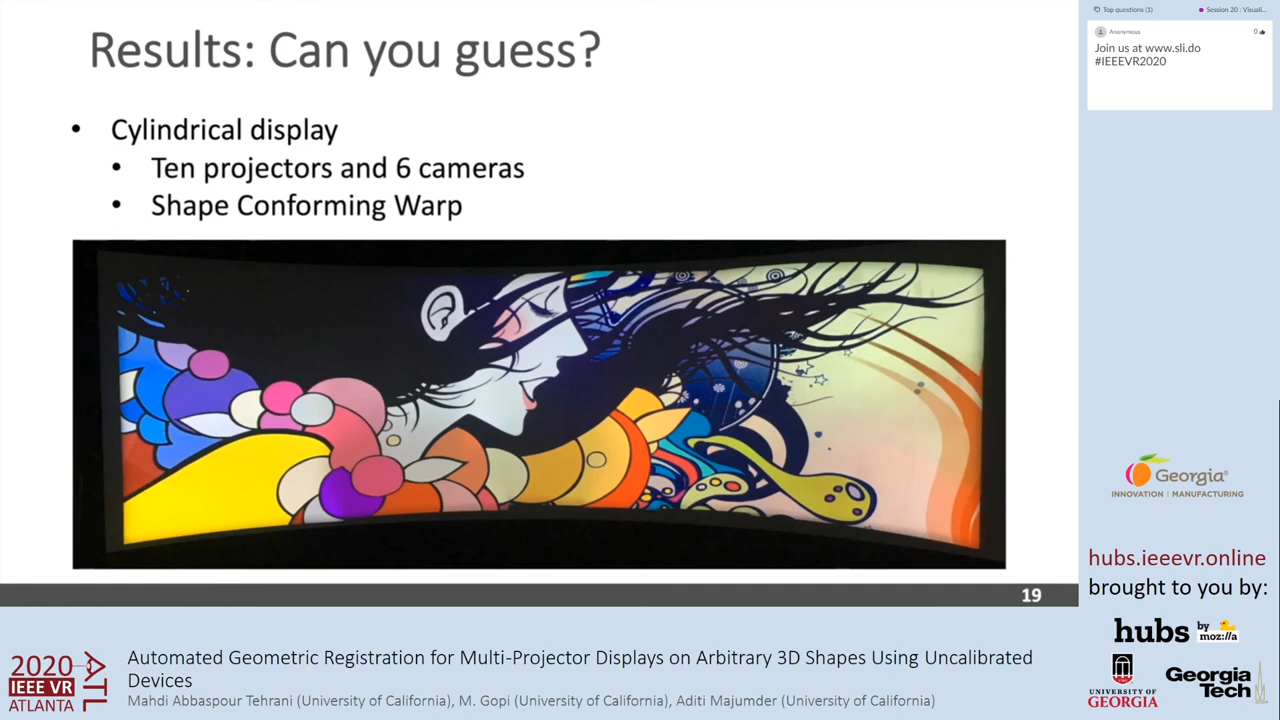 Results: Can you guess?
• Cylindrical display
• Ten projectors and 6 cameras
• Shape Conforming Warp
19
Top questions (1)
Session 20 : Visuali...
Anonymous
0
Join us at www.sli.do
#IEEEVR2020
Georgia®
INNOVATION | MANUFACTURING
hubs.ieeevr.online
brought to you by:
hubs by moz://a
UNIVERSITY OF
GEORGIA
Georgia
Tech
2020
IEEE VR
ATLANTA
ATL
Automated Geometric Registration for Multi-Projector Displays on Arbitrary 3D Shapes Using Uncalibrated
Devices
Mahdi Abbaspour Tehrani (University of California), M. Gopi (University of California), Aditi Majumder (University of California)